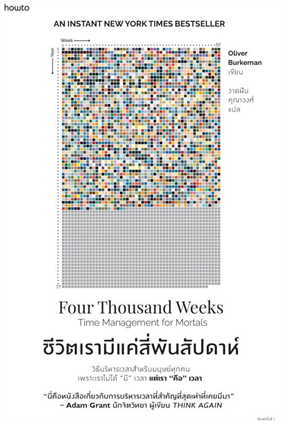 howto
AN INSTANT NEW YORK TIMES BESTSELLER
Week
Year
Oliver
Burkeman
เขียน
วาดฝัน
คุณาวงศ์
แปล
Four Thousand Weeks
Time Management for Mortals
ชีวิตเรามีแค่สี่พันสัปดาห์
วิธีบริหารเวลาสำหรับมนุษย์ทุกคน
เพราะเราไม่ได้ “มี” เวลา แต่เรา “คือ” เวลา
“นี่คือหนังสือเกี่ยวกับการบริหารเวลาที่สำคัญที่สุดเท่าที่เคยมีมา”
– Adam Grant นักจิตวิทยา ผู้เขียน THINK AGAIN